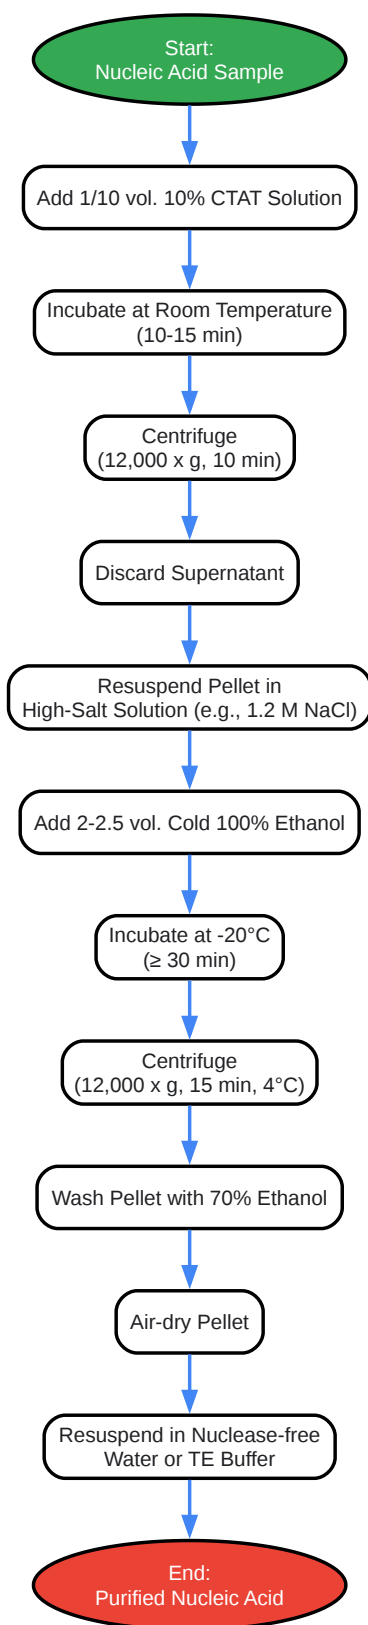 Start:
Nucleic Acid Sample
Add 1/10 vol. 10% CTAT Solution
Incubate at Room Temperature
(10-15 min)
Centrifuge
(12,000 x g, 10 min)
Discard Supernatant
Resuspend Pellet in
High-Salt Solution (e.g., 1.2 M NaCl)
Add 2-2.5 vol. Cold 100% Ethanol
Incubate at -20°C
(≥ 30 min)
Centrifuge
(12,000 x g, 15 min, 4°C)
Wash Pellet with 70% Ethanol
Air-dry Pellet
Resuspend in Nuclease-free
Water or TE Buffer
End:
Purified Nucleic Acid